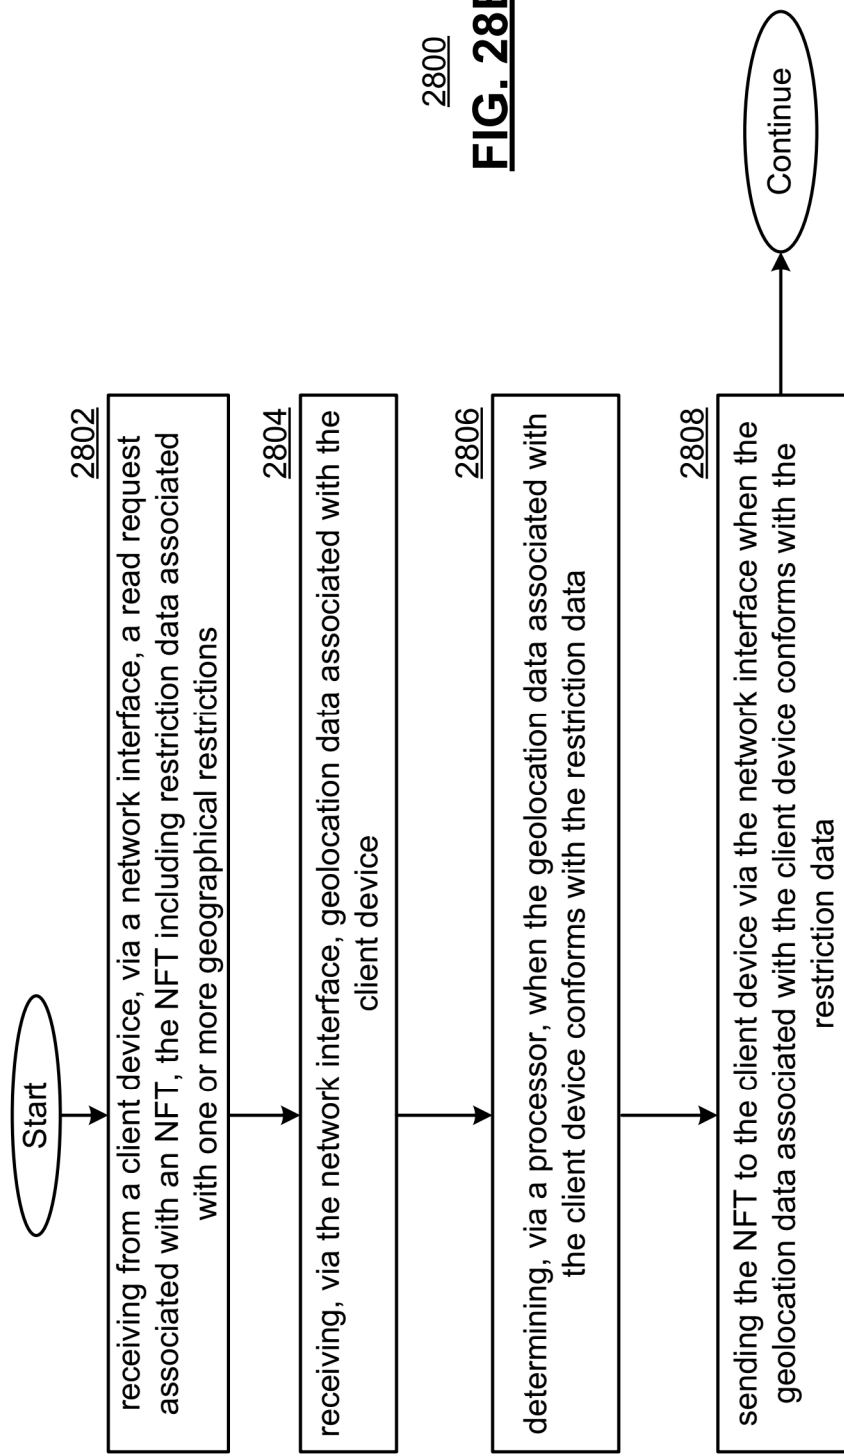 Start
2802
receiving from a client device, via a network interface, a read request
associated with an NFT, the NFT including restriction data associated
with one or more geographical restrictions
2804
receiving, via the network interface, geolocation data associated with the
client device
2806
determining, via a processor, when the geolocation data associated with
the client device conforms with the restriction data
2808
sending the NFT to the client device via the network interface when the
geolocation data associated with the client device conforms with the
restriction data
Continue
2800
FIG. 28B